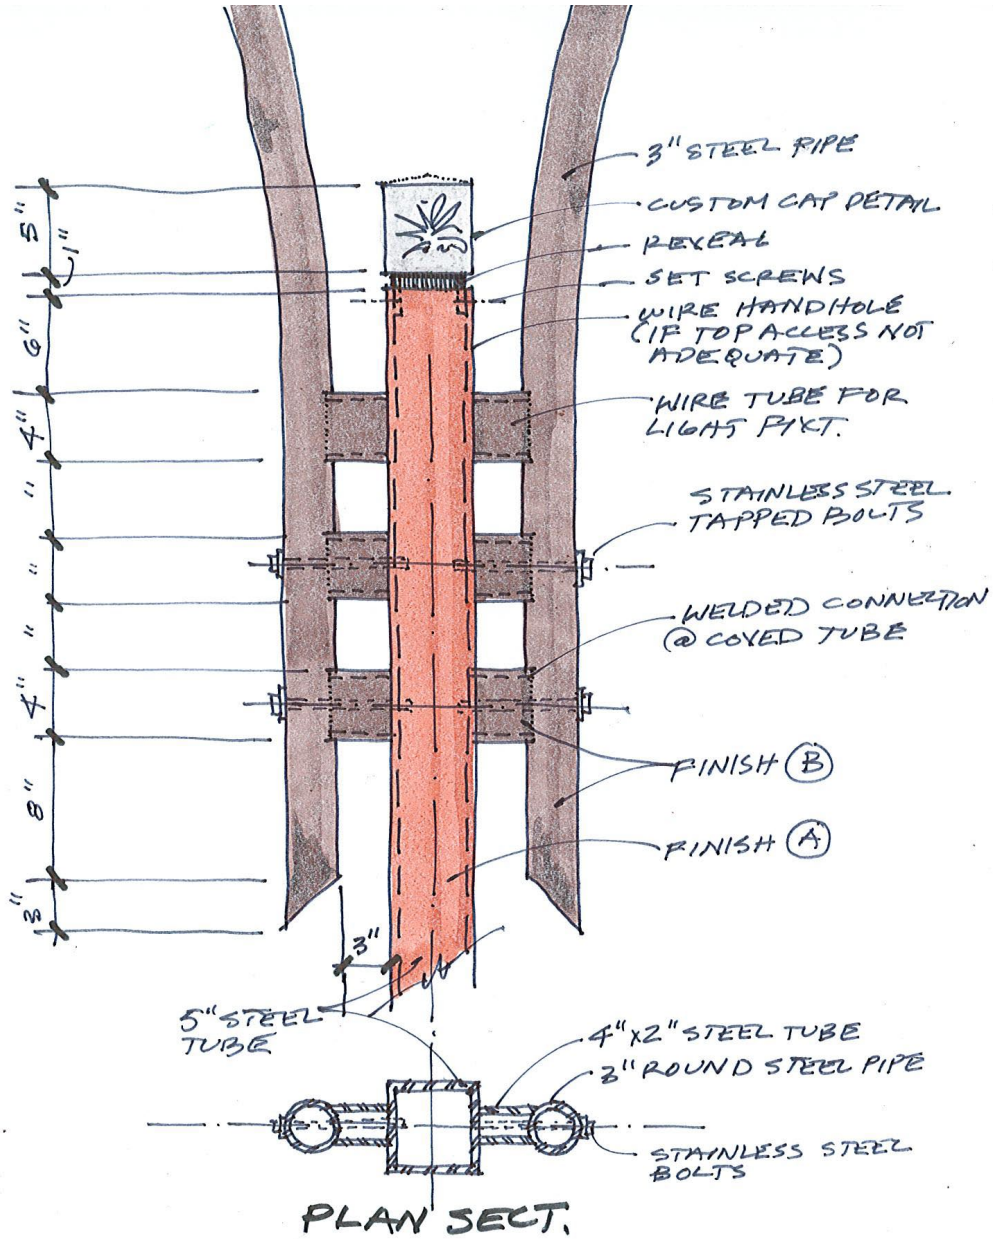 3" STEEL PIPE
CUSTOM CAP DETAIL
REVEAL
SET SCREWS
WIRE HANDHOLE
(IF TOP ACCESS NOT
ADEQUATE)
WIRE TUBE FOR
LIGHT FIXT.
STAINLESS STEEL
TAPPED BOLTS
WELDED CONNECTION
@ COVED TUBE
FINISH B
FINISH A
5"
1"
6"
4"
"
"
"
4"
8"
3"
3"
5" STEEL
TUBE
4" X 2" STEEL TUBE
3" ROUND STEEL PIPE
STAINLESS STEEL
BOLTS
PLAN SECT.